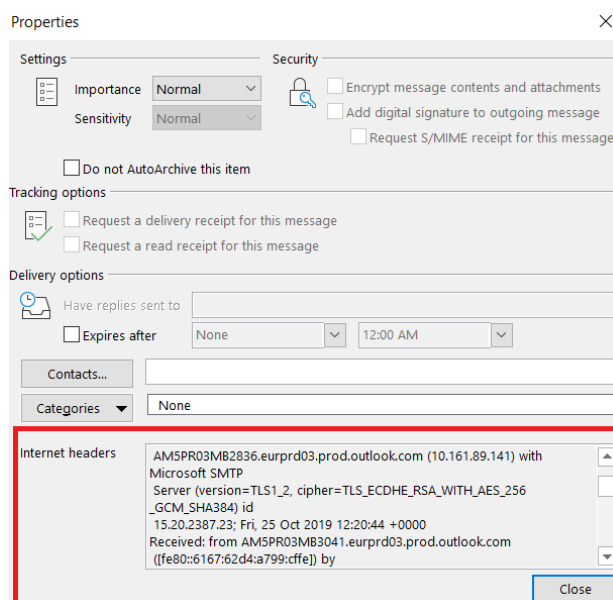 Properties
Settings Security
Importance Normal
Encrypt message contents and attachments
Sensitivity Normal
Add digital signature to outgoing message
Request S/MIME receipt for this message
Do not AutoArchive this item
Tracking options
Request a delivery receipt for this message
Request a read receipt for this message
Delivery options
Have replies sent to
Expires after None 12:00 AM
Contacts...
Categories None
Internet headers
AM5PR03MB2836.eurprd03.prod.outlook.com (10.161.89.141) with
Microsoft SMTP
Server (version=TLS1_2, cipher=TLS_ECDHE_RSA_WITH_AES_256
_GCM_SHA384) id
15.20.2387.23; Fri, 25 Oct 2019 12:20:44 +0000
Received: from AM5PR03MB3041.eurprd03.prod.outlook.com
([fe80::6167:62d4:a799:cffe]) by
Close